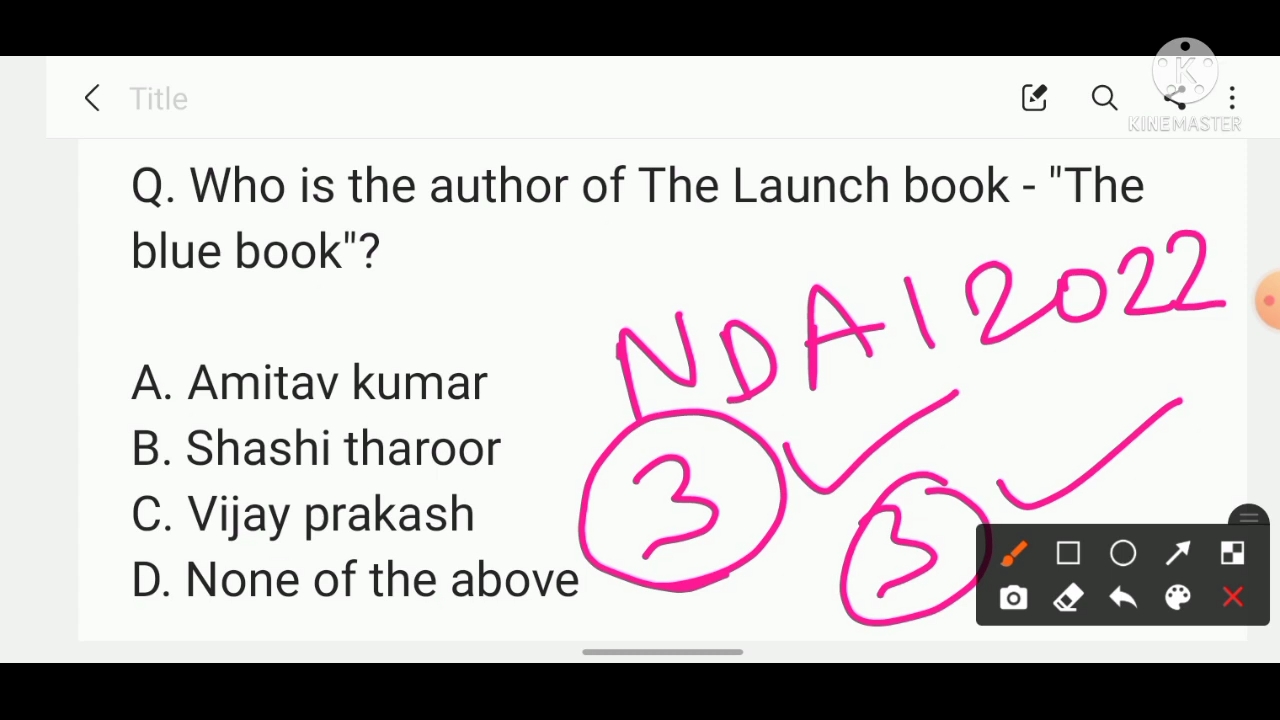 Title
KINEMASTER
Q. Who is the author of The Launch book - "The
blue book"?
NDA 1 2022
A. Amitav kumar
B. Shashi tharoor
C. Vijay prakash
D. None of the above
3
3